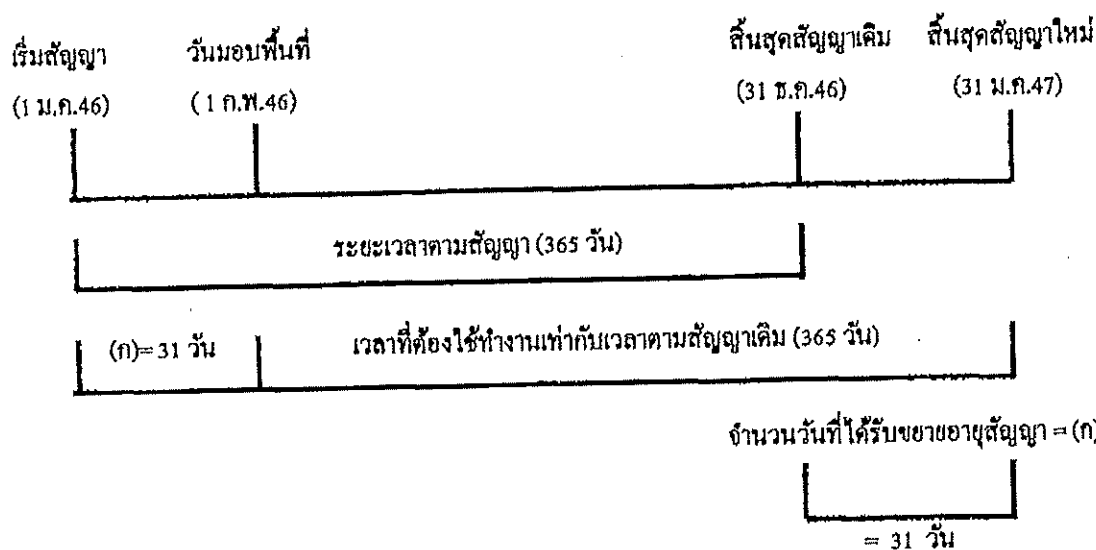 เริ่มสัญญา วันมอบพื้นที่ สิ้นสุดสัญญาเดิม สิ้นสุดสัญญาใหม่
(1 ม.ค.46) (1 ก.พ.46) (31 ธ.ค.46) (31 ม.ค.47)
ระยะเวลาตามสัญญา (365 วัน)
(ก)= 31 วัน เวลาที่ต้องใช้ทำงานเท่ากับเวลาตามสัญญาเดิม (365 วัน)
จำนวนวันที่ได้รับขยายอายุสัญญา = (ก)
= 31 วัน